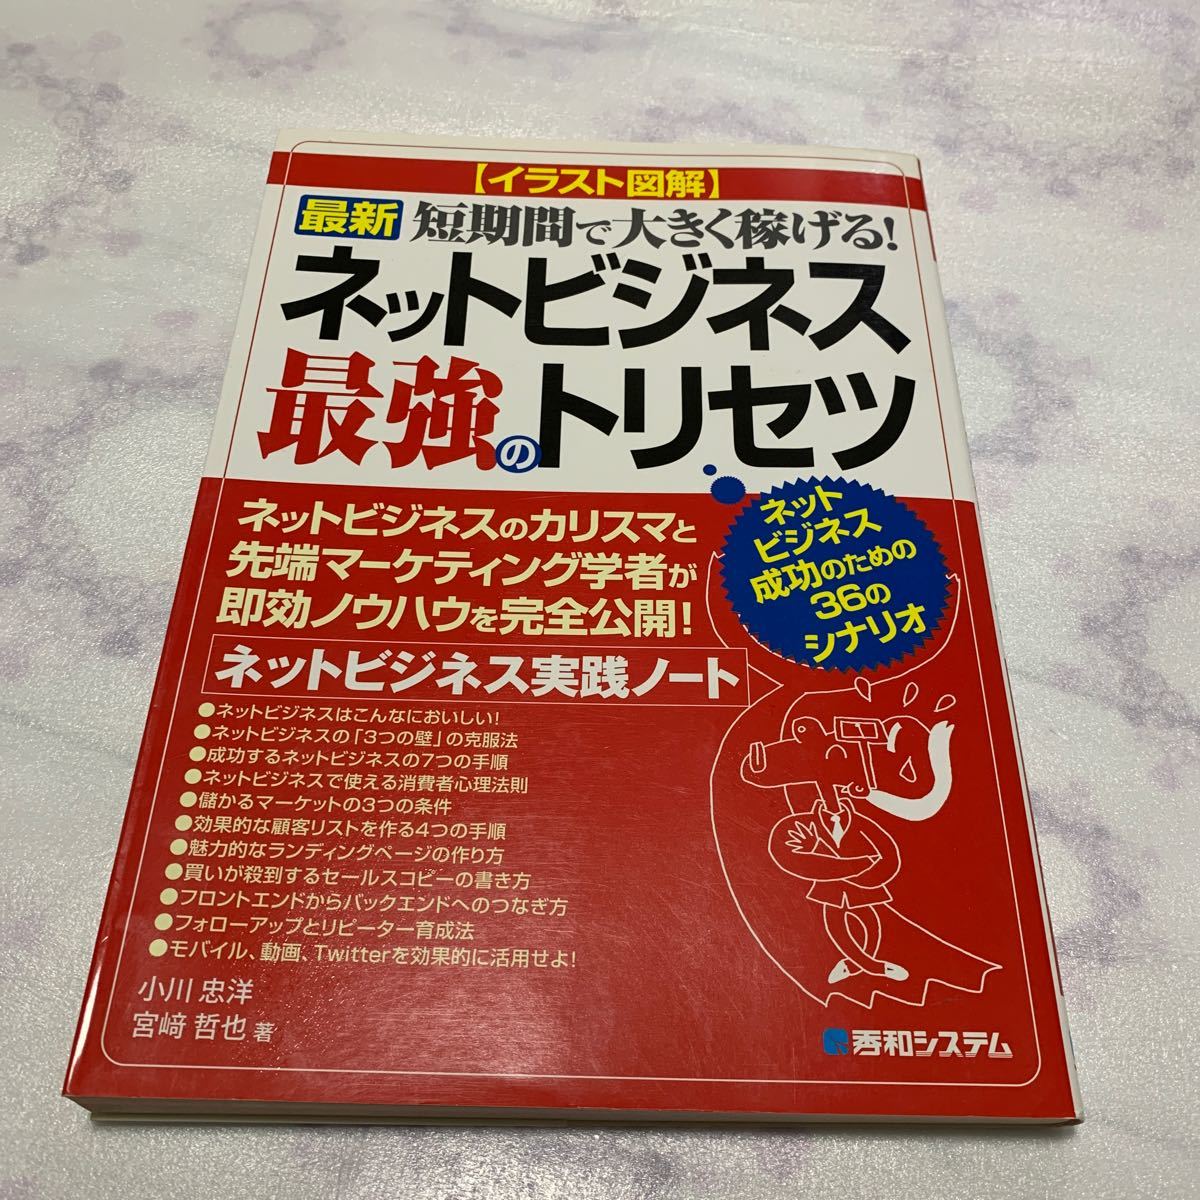 【イラスト図解】
最新 短期間で大きく稼げる!
ネットビジネス
最強のトリセツ
ネットビジネスのカリスマと
先端マーケティング学者が
即効ノウハウを完全公開!
ネット
ビジネス
成功のための
36の
シナリオ
ネットビジネス実践ノート
●ネットビジネスはこんなにおいしい!
●ネットビジネスの「3つの壁」の克服法
●成功するネットビジネスの7つの手順
●ネットビジネスで使える消費者心理法則
●儲かるマーケットの3つの条件
●効果的な顧客リストを作る4つの手順
●魅力的なランディングページの作り方
●買いが殺到するセールスコピーの書き方
●フロントエンドからバックエンドへのつなぎ方
●フォローアップとリピーター育成法
●モバイル、動画、Twitterを効果的に活用せよ!
小川 忠洋
宮﨑 哲也 著
秀和システム